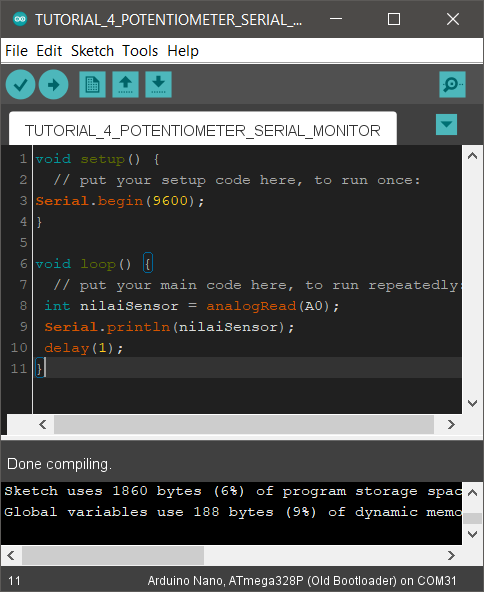 TUTORIAL_4_POTENTIOMETER_SERIAL_...
File Edit Sketch Tools Help
TUTORIAL_4_POTENTIOMETER_SERIAL_MONITOR
1 void setup() {
2 // put your setup code here, to run once:
3 Serial.begin(9600);
4 }
5
6 void loop() {
7 // put your main code here, to run repeatedly:
8 int nilaiSensor = analogRead(A0);
9 Serial.println(nilaiSensor);
10 delay(1);
11 }
Done compiling.
Sketch uses 1860 bytes (6%) of program storage spac
Global variables use 188 bytes (9%) of dynamic memo
11 Arduino Nano, ATmega328P (Old Bootloader) on COM31